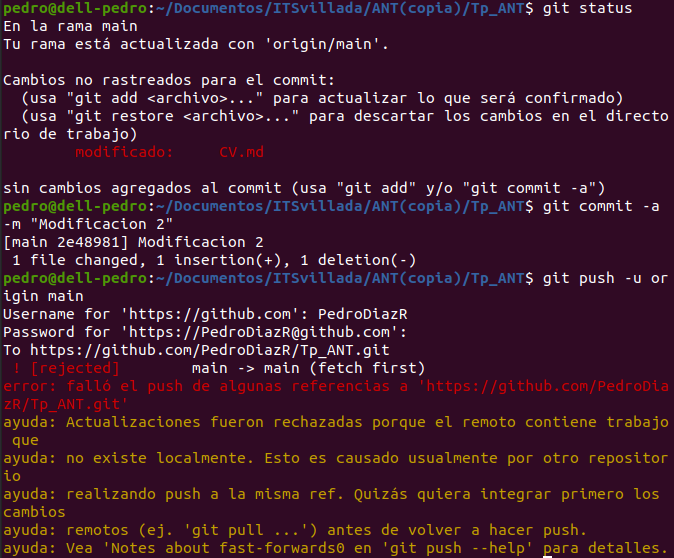 pedro@dell-pedro:~/Documentos/ITSvillada/ANT(copia)/Tp_ANT$ git status
En la rama main
Tu rama está actualizada con 'origin/main'.
Cambios no rastreados para el commit:
(usa "git add <archivo>..." para actualizar lo que será confirmado)
(usa "git restore <archivo>..." para descartar los cambios en el directo
rio de trabajo)
modificado: CV.md
sin cambios agregados al commit (usa "git add" y/o "git commit -a")
pedro@dell-pedro:~/Documentos/ITSvillada/ANT(copia)/Tp_ANT$ git commit -a
-m "Modificacion 2"
[main 2e48981] Modificacion 2
1 file changed, 1 insertion(+), 1 deletion(-)
pedro@dell-pedro:~/Documentos/ITSvillada/ANT(copia)/Tp_ANT$ git push -u or
igin main
Username for 'https://github.com': PedroDiazR
Password for 'https://PedroDiazR@github.com':
To https://github.com/PedroDiazR/Tp_ANT.git
! [rejected] main -> main (fetch first)
error: falló el push de algunas referencias a 'https://github.com/PedroDia
zR/Tp_ANT.git'
ayuda: Actualizaciones fueron rechazadas porque el remoto contiene trabajo
que
ayuda: no existe localmente. Esto es causado usualmente por otro repositor
io
ayuda: realizando push a la misma ref. Quizás quiera integrar primero los
cambios
ayuda: remotos (ej. 'git pull ...') antes de volver a hacer push.
ayuda: Vea 'Notes about fast-forwards0 en 'git push --help' para detalles.